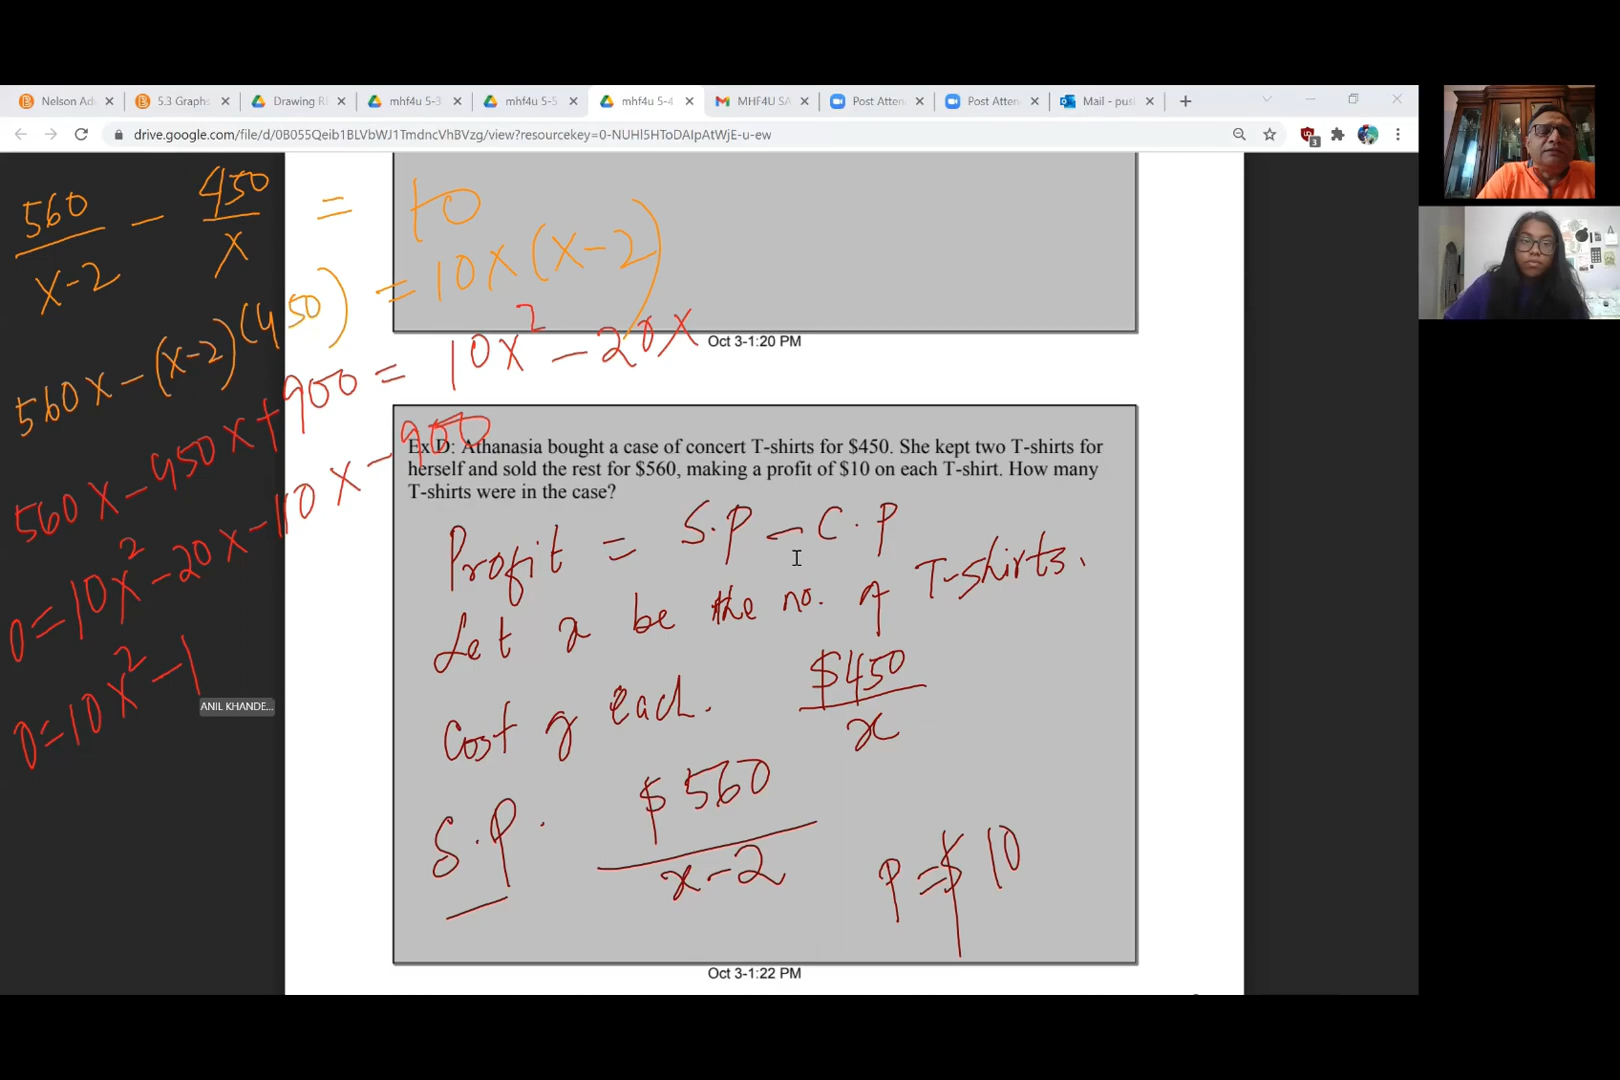 Nelson Ad
5.3 Graph
Drawing R
mhf4u 5-3
mhf4u 5-5
mhf4u 5-4
MHF4U SA
Post Atten
Post Atten
Mail - pus
drive.google.com/file/d/0B055Qeib1BLVbWJ1TmdncVhBVzg/view?resourcekey=0-NUHl5HToDAIpAtWjE-u-ew
560/x-2 - 450/x = 10
560x-(x-2)(450) = 10x(x-2)
560x-450x+900 = 10x²-20x
0=10x²-20x-110x-900
0=10x²-1
ANIL KHANDE...
Oct 3-1:20 PM
Ex.D: Athanasia bought a case of concert T-shirts for $450. She kept two T-shirts for
herself and sold the rest for $560, making a profit of $10 on each T-shirt. How many
T-shirts were in the case?
Profit = S.P - C.P
Let x be the no. of T-shirts.
Cost of each. $450/x
S.P. $560/x-2
P=$10
Oct 3-1:22 PM